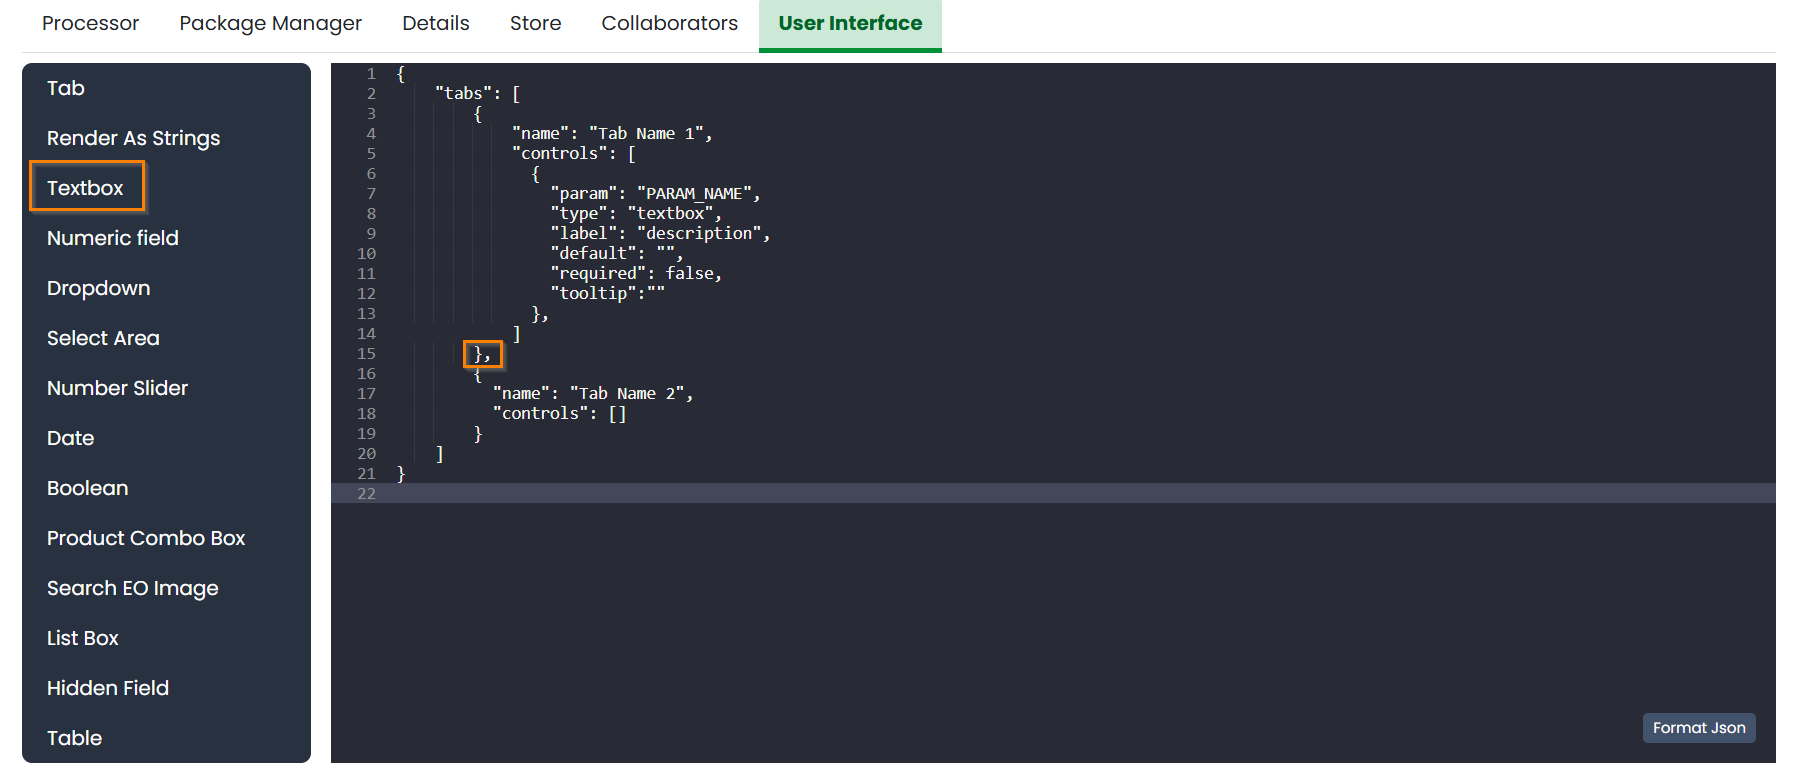 Processor Package Manager Details Store Collaborators User Interface
Tab
Render As Strings
Textbox
Numeric field
Dropdown
Select Area
Number Slider
Date
Boolean
Product Combo Box
Search EO Image
List Box
Hidden Field
Table
1 {
2 "tabs": [
3 {
4 "name": "Tab Name 1",
5 "controls": [
6 {
7 "param": "PARAM_NAME",
8 "type": "textbox",
9 "label": "description",
10 "default": "",
11 "required": false,
12 "tooltip":""
13 },
14 ]
15 },
16 {
17 "name": "Tab Name 2",
18 "controls": []
19 }
20 ]
21 }
22
Format Json